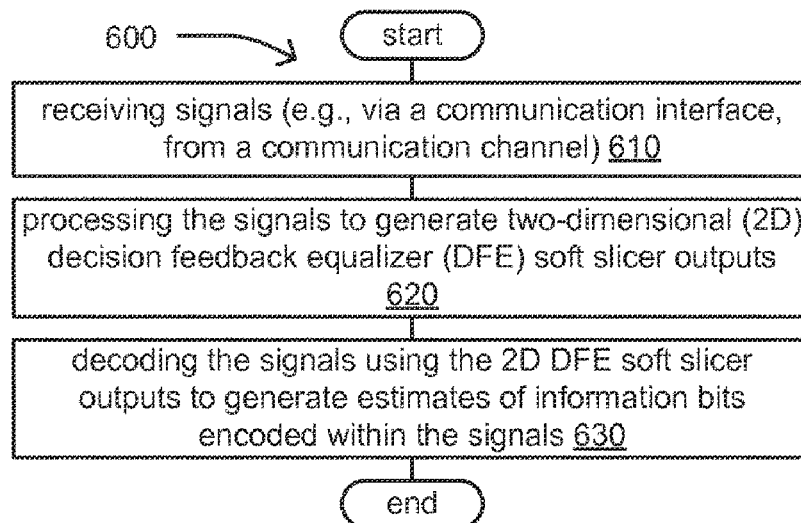 600
start
receiving signals (e.g., via a communication interface,
from a communication channel) 610
processing the signals to generate two-dimensional (2D)
decision feedback equalizer (DFE) soft slicer outputs
620
decoding the signals using the 2D DFE soft slicer
outputs to generate estimates of information bits
encoded within the signals 630
end